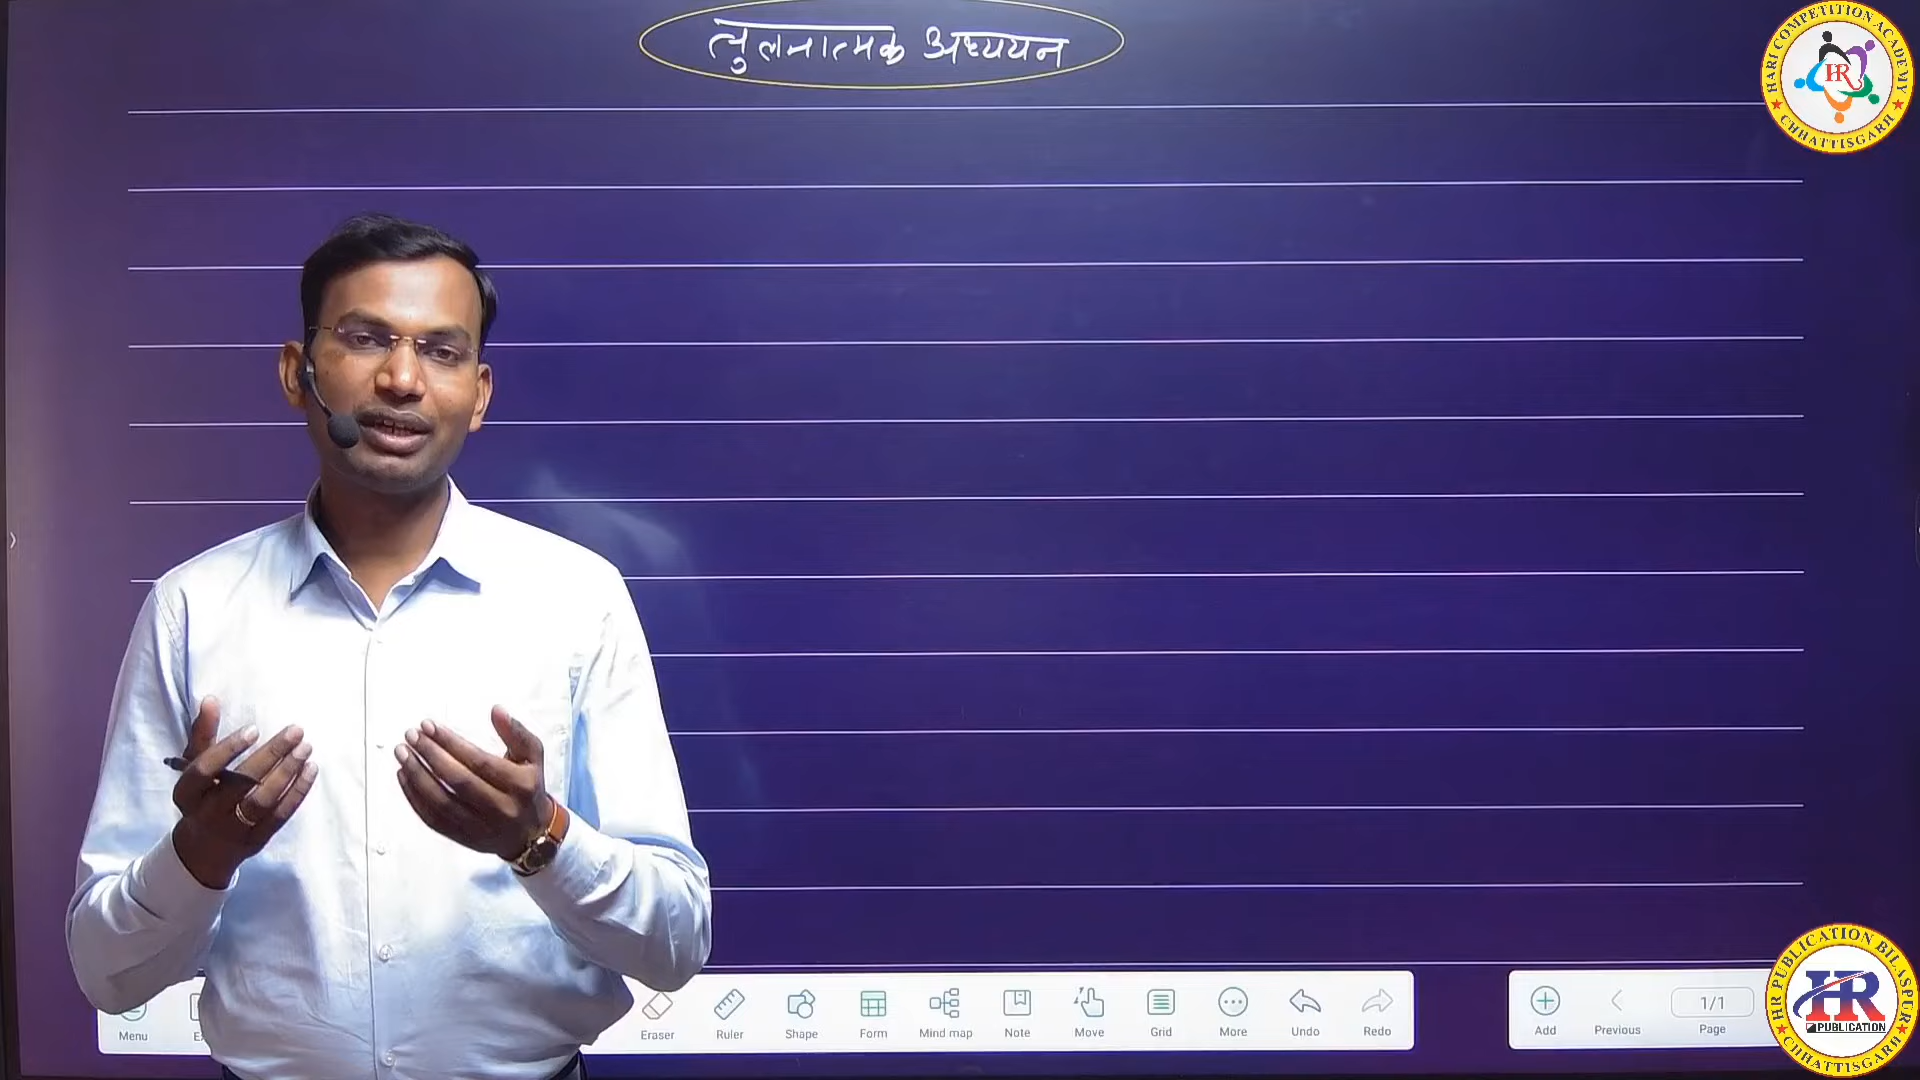 तुलनात्मक अध्ययन
HARI COMPETITION ACADEMY
HR
CHHATTISGARH
Menu
Eraser
Ruler
Shape
Form
Mind map
Note
Move
Grid
More
Undo
Redo
Add
Previous
1/1
Page
HR PUBLICATION BILASPUR
HR
PUBLICATION
CHHATTISGARH